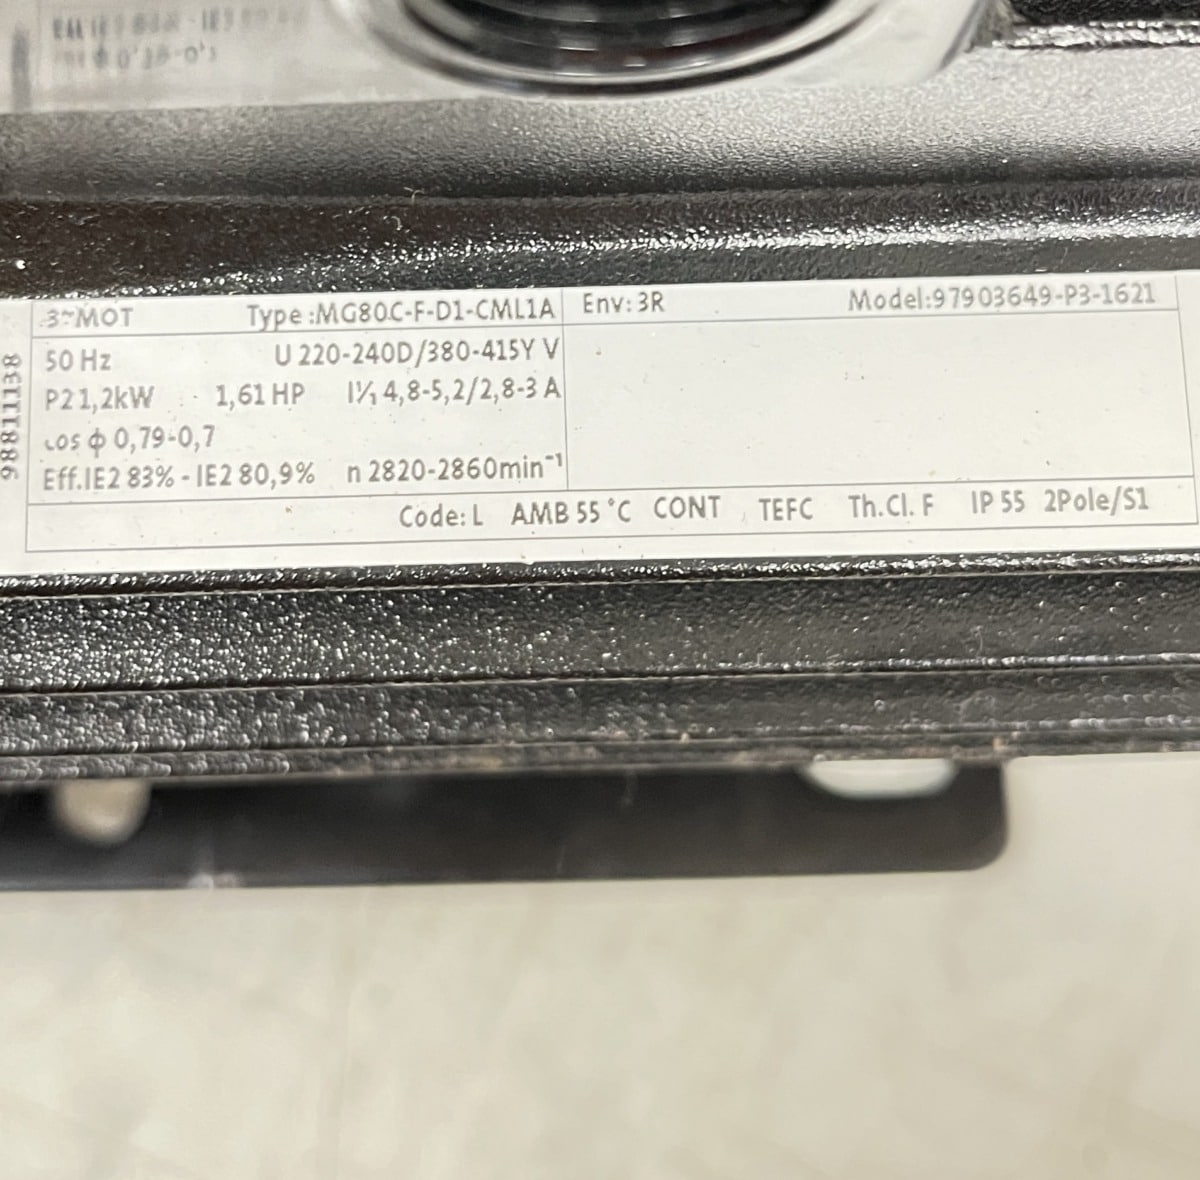 3~MOT Type:MG80C-F-D1-CML1A Env:3R Model:97903649-P3-1621
50 Hz U 220-240D/380-415Y V
P2 1,2kW 1,61 HP I1/1 4,8-5,2/2,8-3 A
cos φ 0,79-0,7
Eff.IE2 83% - IE2 80,9% n 2820-2860min⁻¹
Code: L AMB 55 °C CONT TEFC Th.Cl. F IP 55 2Pole/S1
98811138